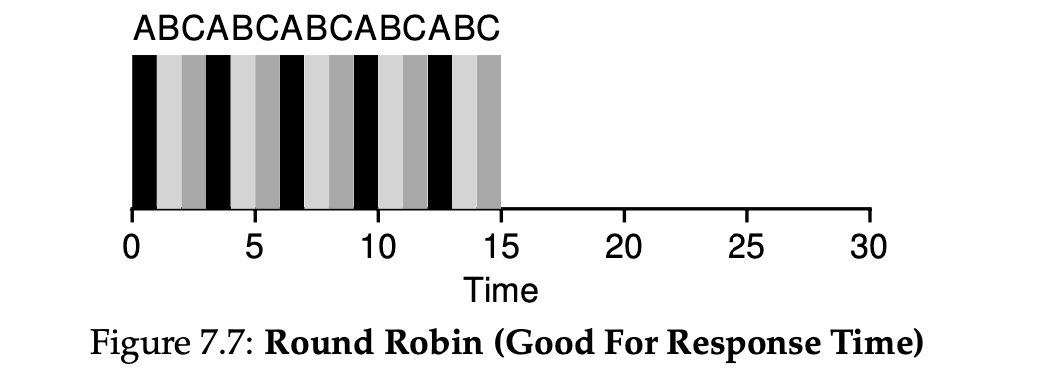 ABCABCABCABCABC
0 5 10 15 20 25 30
Time
Figure 7.7: Round Robin (Good For Response Time)